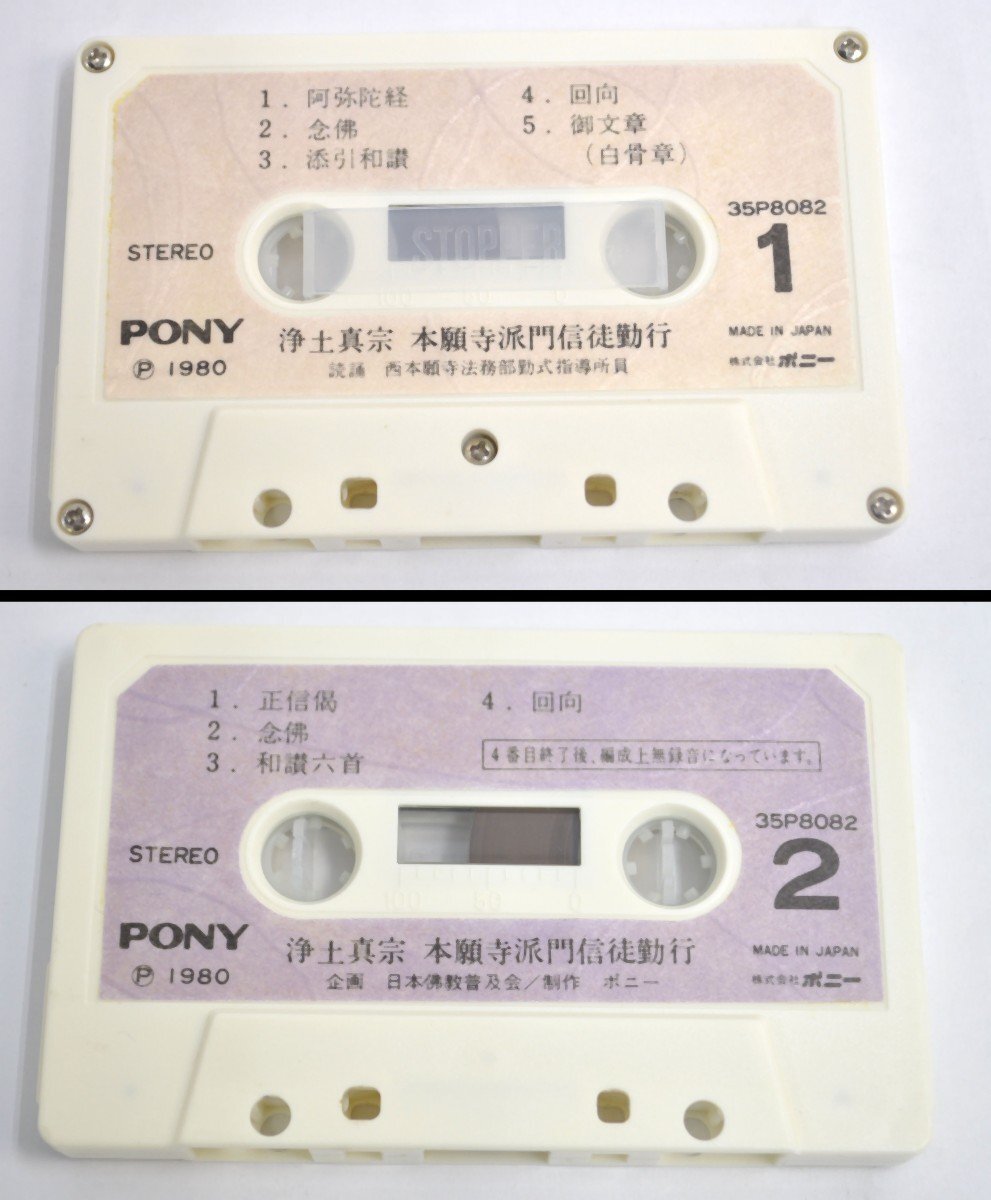 1. 阿弥陀経
2. 念佛
3. 添引和讃
4. 回向
5. 御文章
(白骨章)
35P8082
1
STEREO
STOPPER
100 50 0
PONY
Ⓟ 1980
浄土真宗 本願寺派門信徒勤行
読誦 西本願寺法務部勤式指導所員
MADE IN JAPAN
株式会社 ポニー
1. 正信偈
2. 念佛
3. 和讃六首
4. 回向
4番目終了後、編成上無録音になっています。
35P8082
2
STEREO
100 50 0
PONY
Ⓟ 1980
浄土真宗 本願寺派門信徒勤行
企画 日本佛教普及会/制作 ポニー
MADE IN JAPAN
株式会社 ポニー